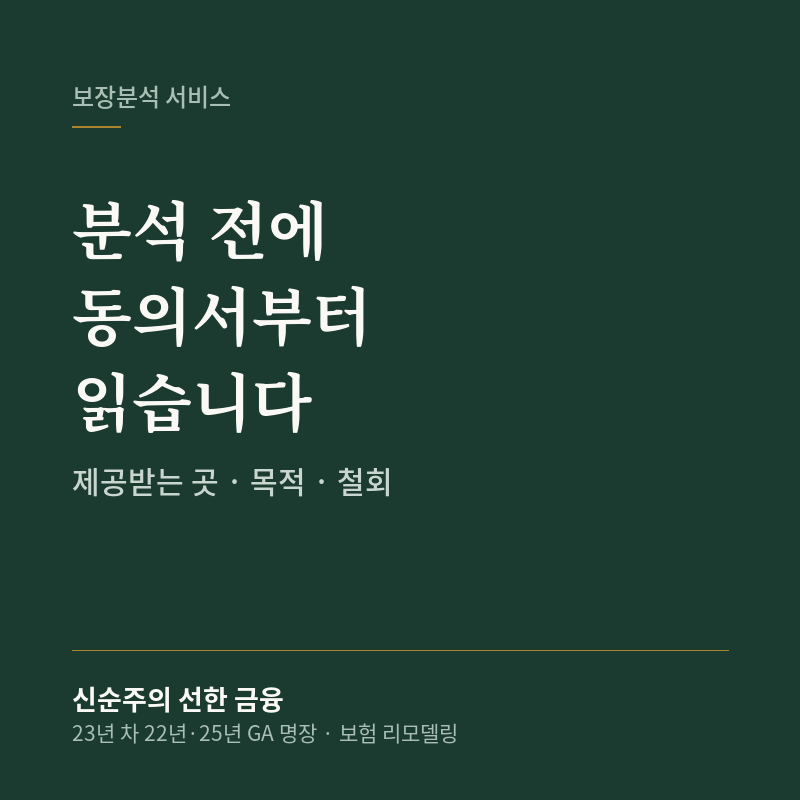 보장분석 서비스
분석 전에
동의서부터
읽습니다
제공받는 곳 · 목적 · 철회
신순주의 선한 금융
23년 차 22년·25년 GA 명장 · 보험 리모델링